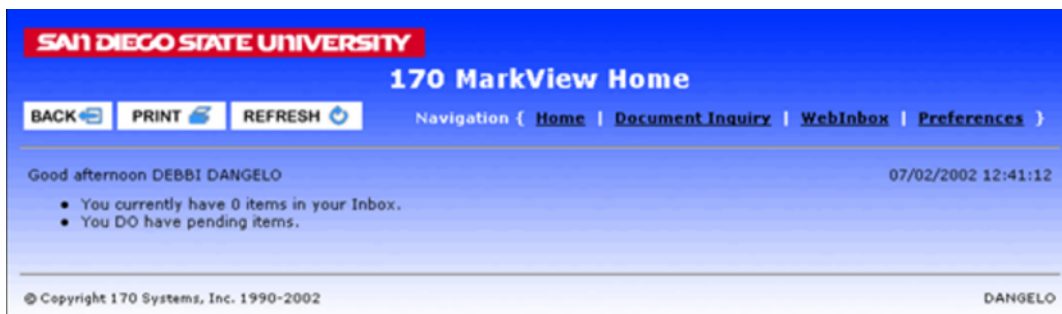 SAN DIEGO STATE UNIVERSITY
170 MarkView Home
BACK PRINT REFRESH Navigation { Home | Document Inquiry | WebInbox | Preferences }
Good afternoon DEBBI DANGELO 07/02/2002 12:41:12
• You currently have 0 items in your Inbox.
• You DO have pending items.
© Copyright 170 Systems, Inc. 1990-2002 DANGELO